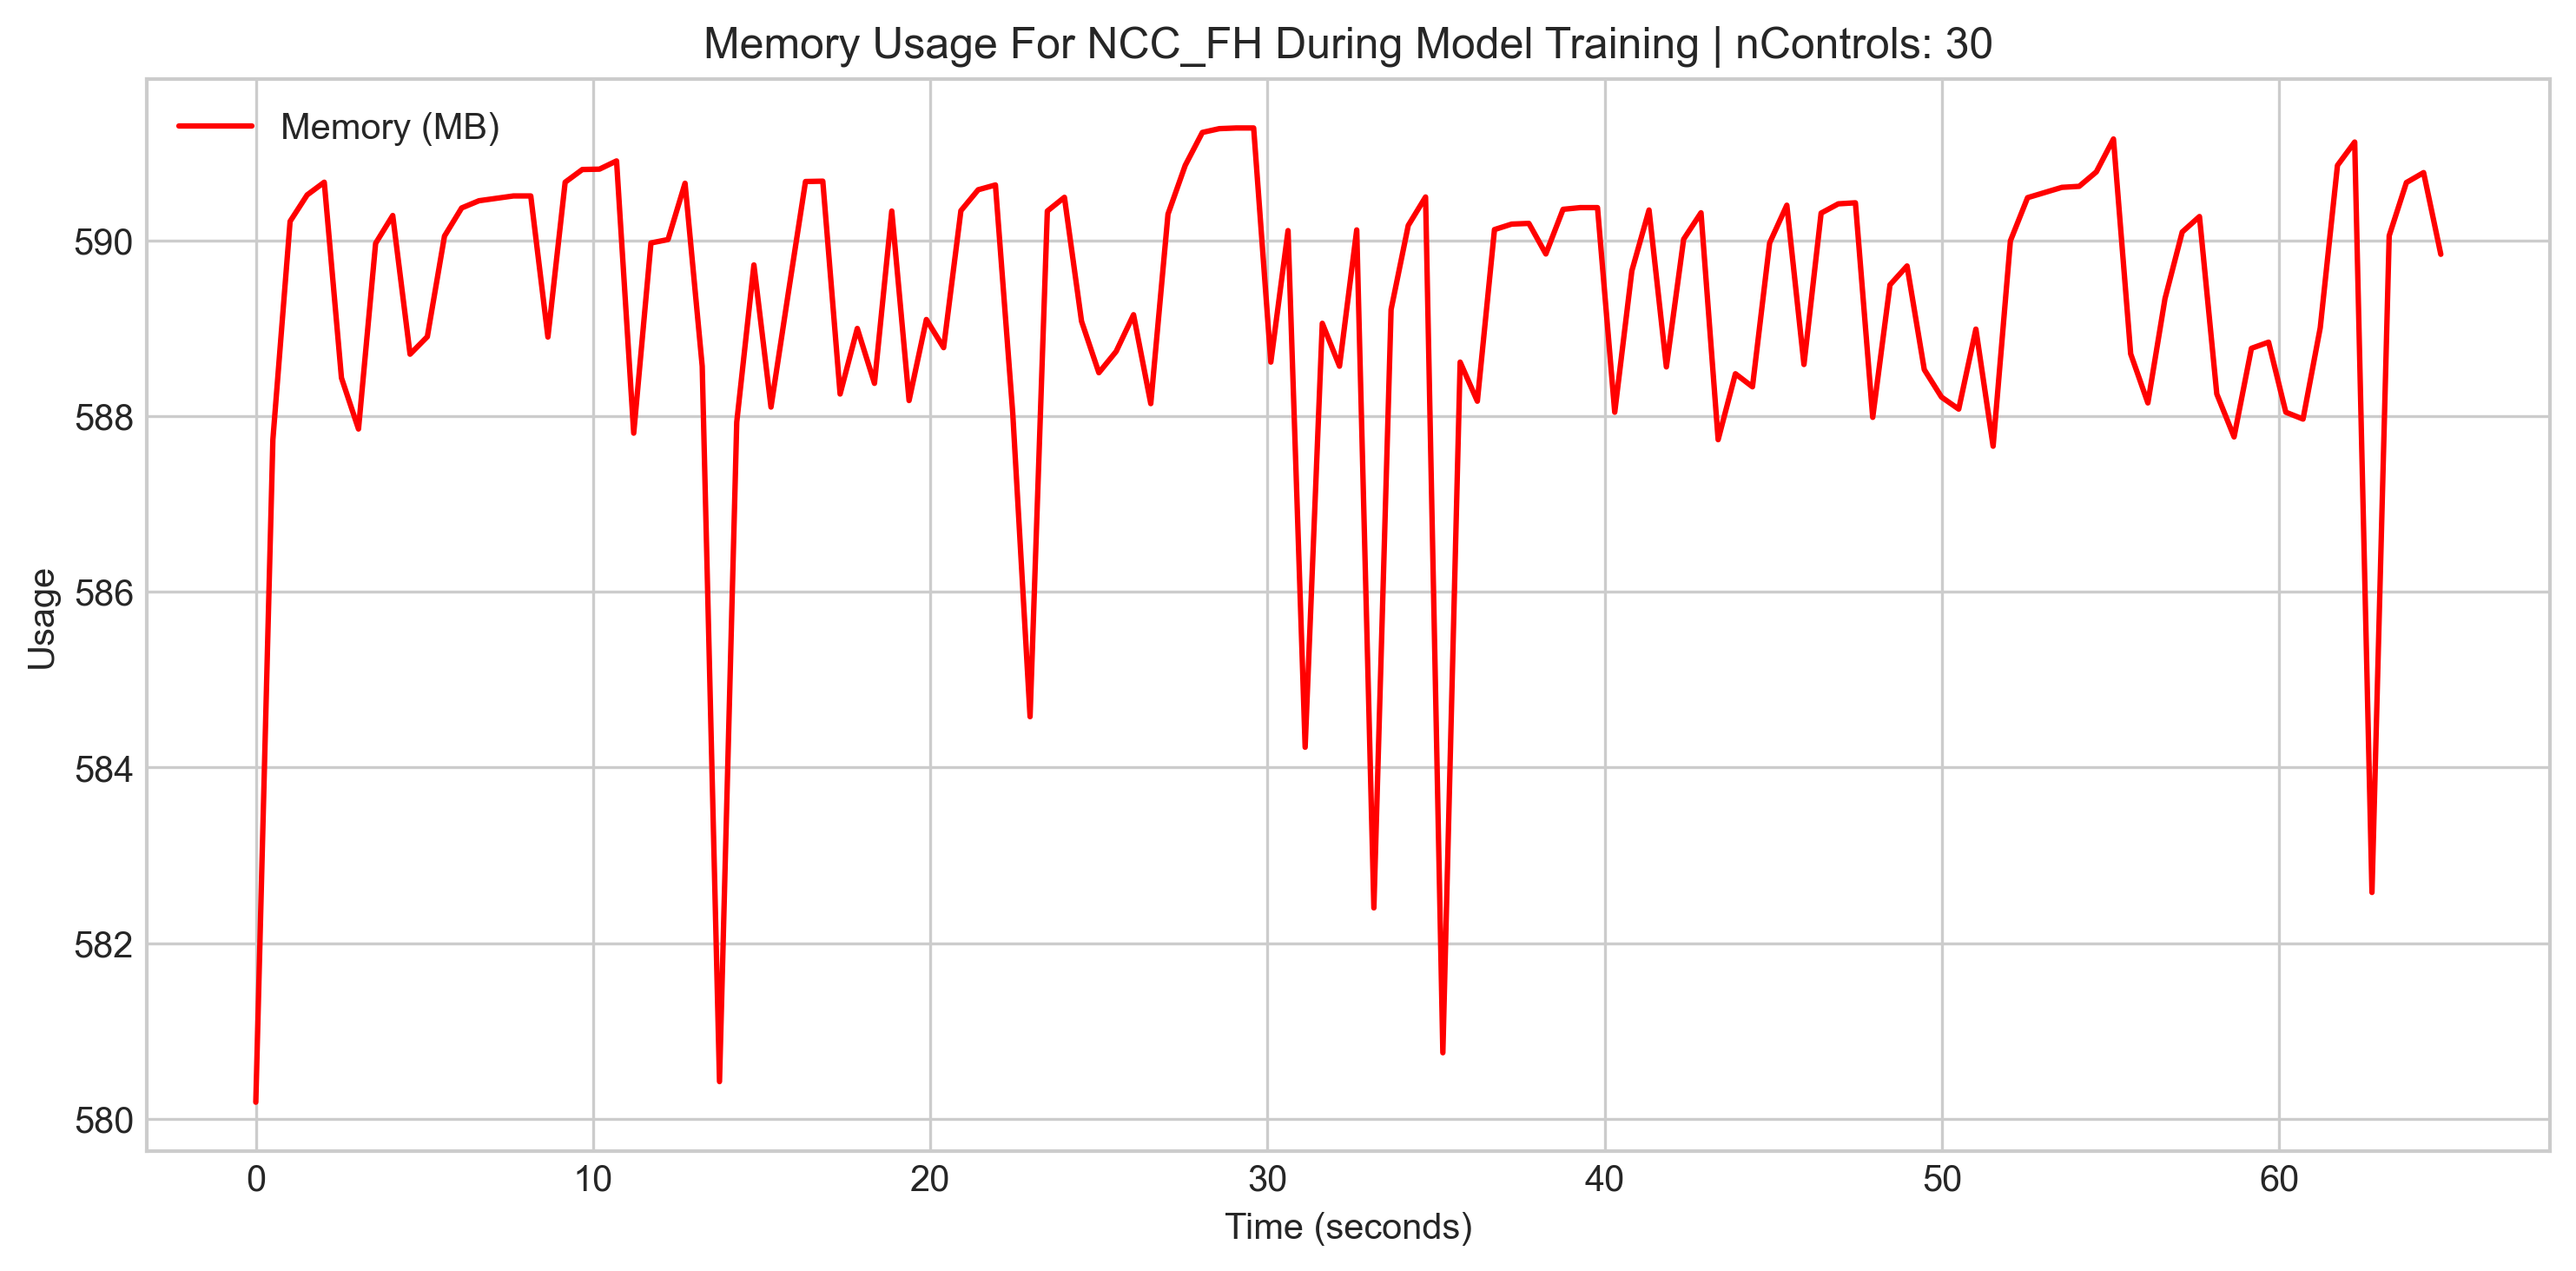 Memory Usage For NCC_FH During Model Training | nControls: 30
Memory (MB)
Usage
590
588
586
584
582
580
0 10 20 30 40 50 60
Time (seconds)